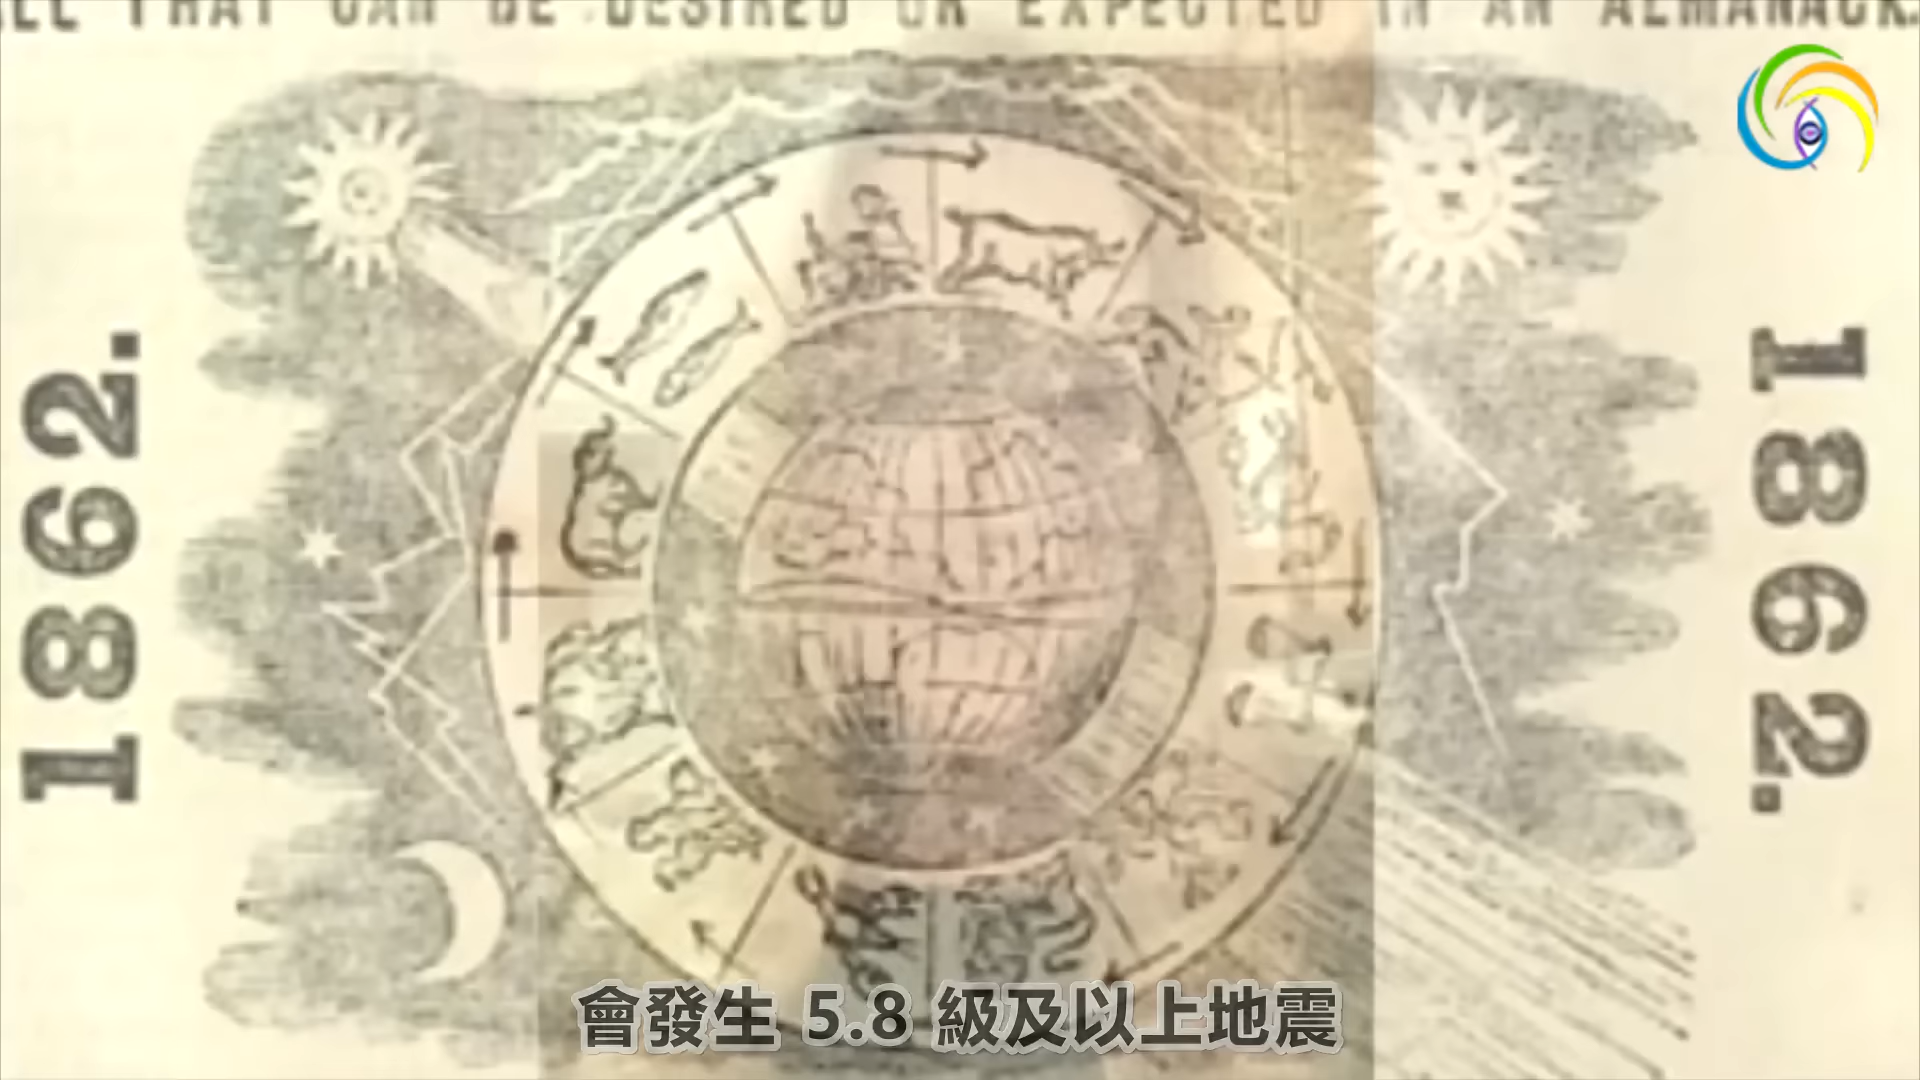 THAT CAN BE DESIRED OR EXPECTED IN AN ALMANACK.
1862.
1862.
會發生 5.8 級及以上地震